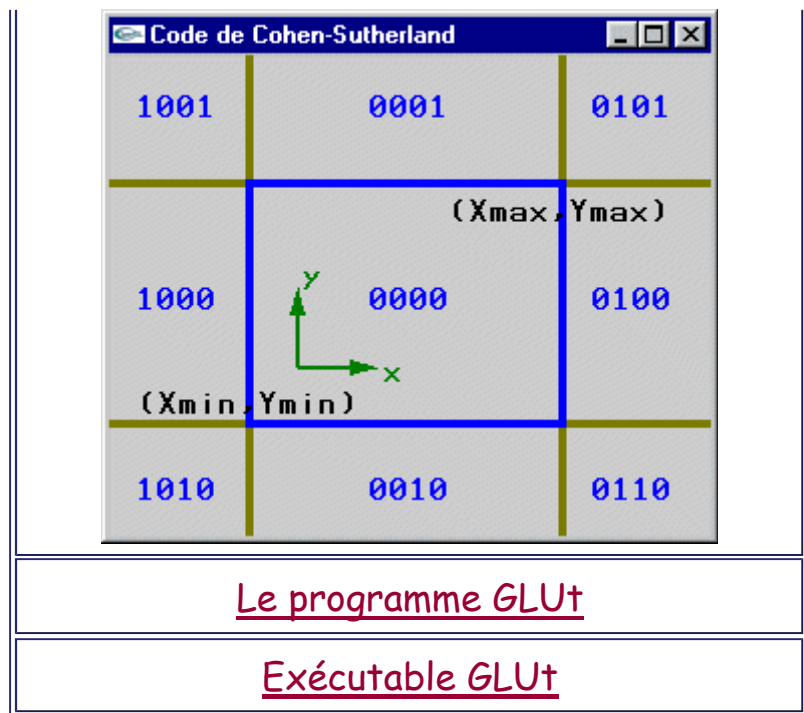 Code de Cohen-Sutherland
1001 0001 0101
(Xmax,Ymax)
y
1000 0000 0100
x
(Xmin,Ymin)
1010 0010 0110
Le programme GLUt
Exécutable GLUt